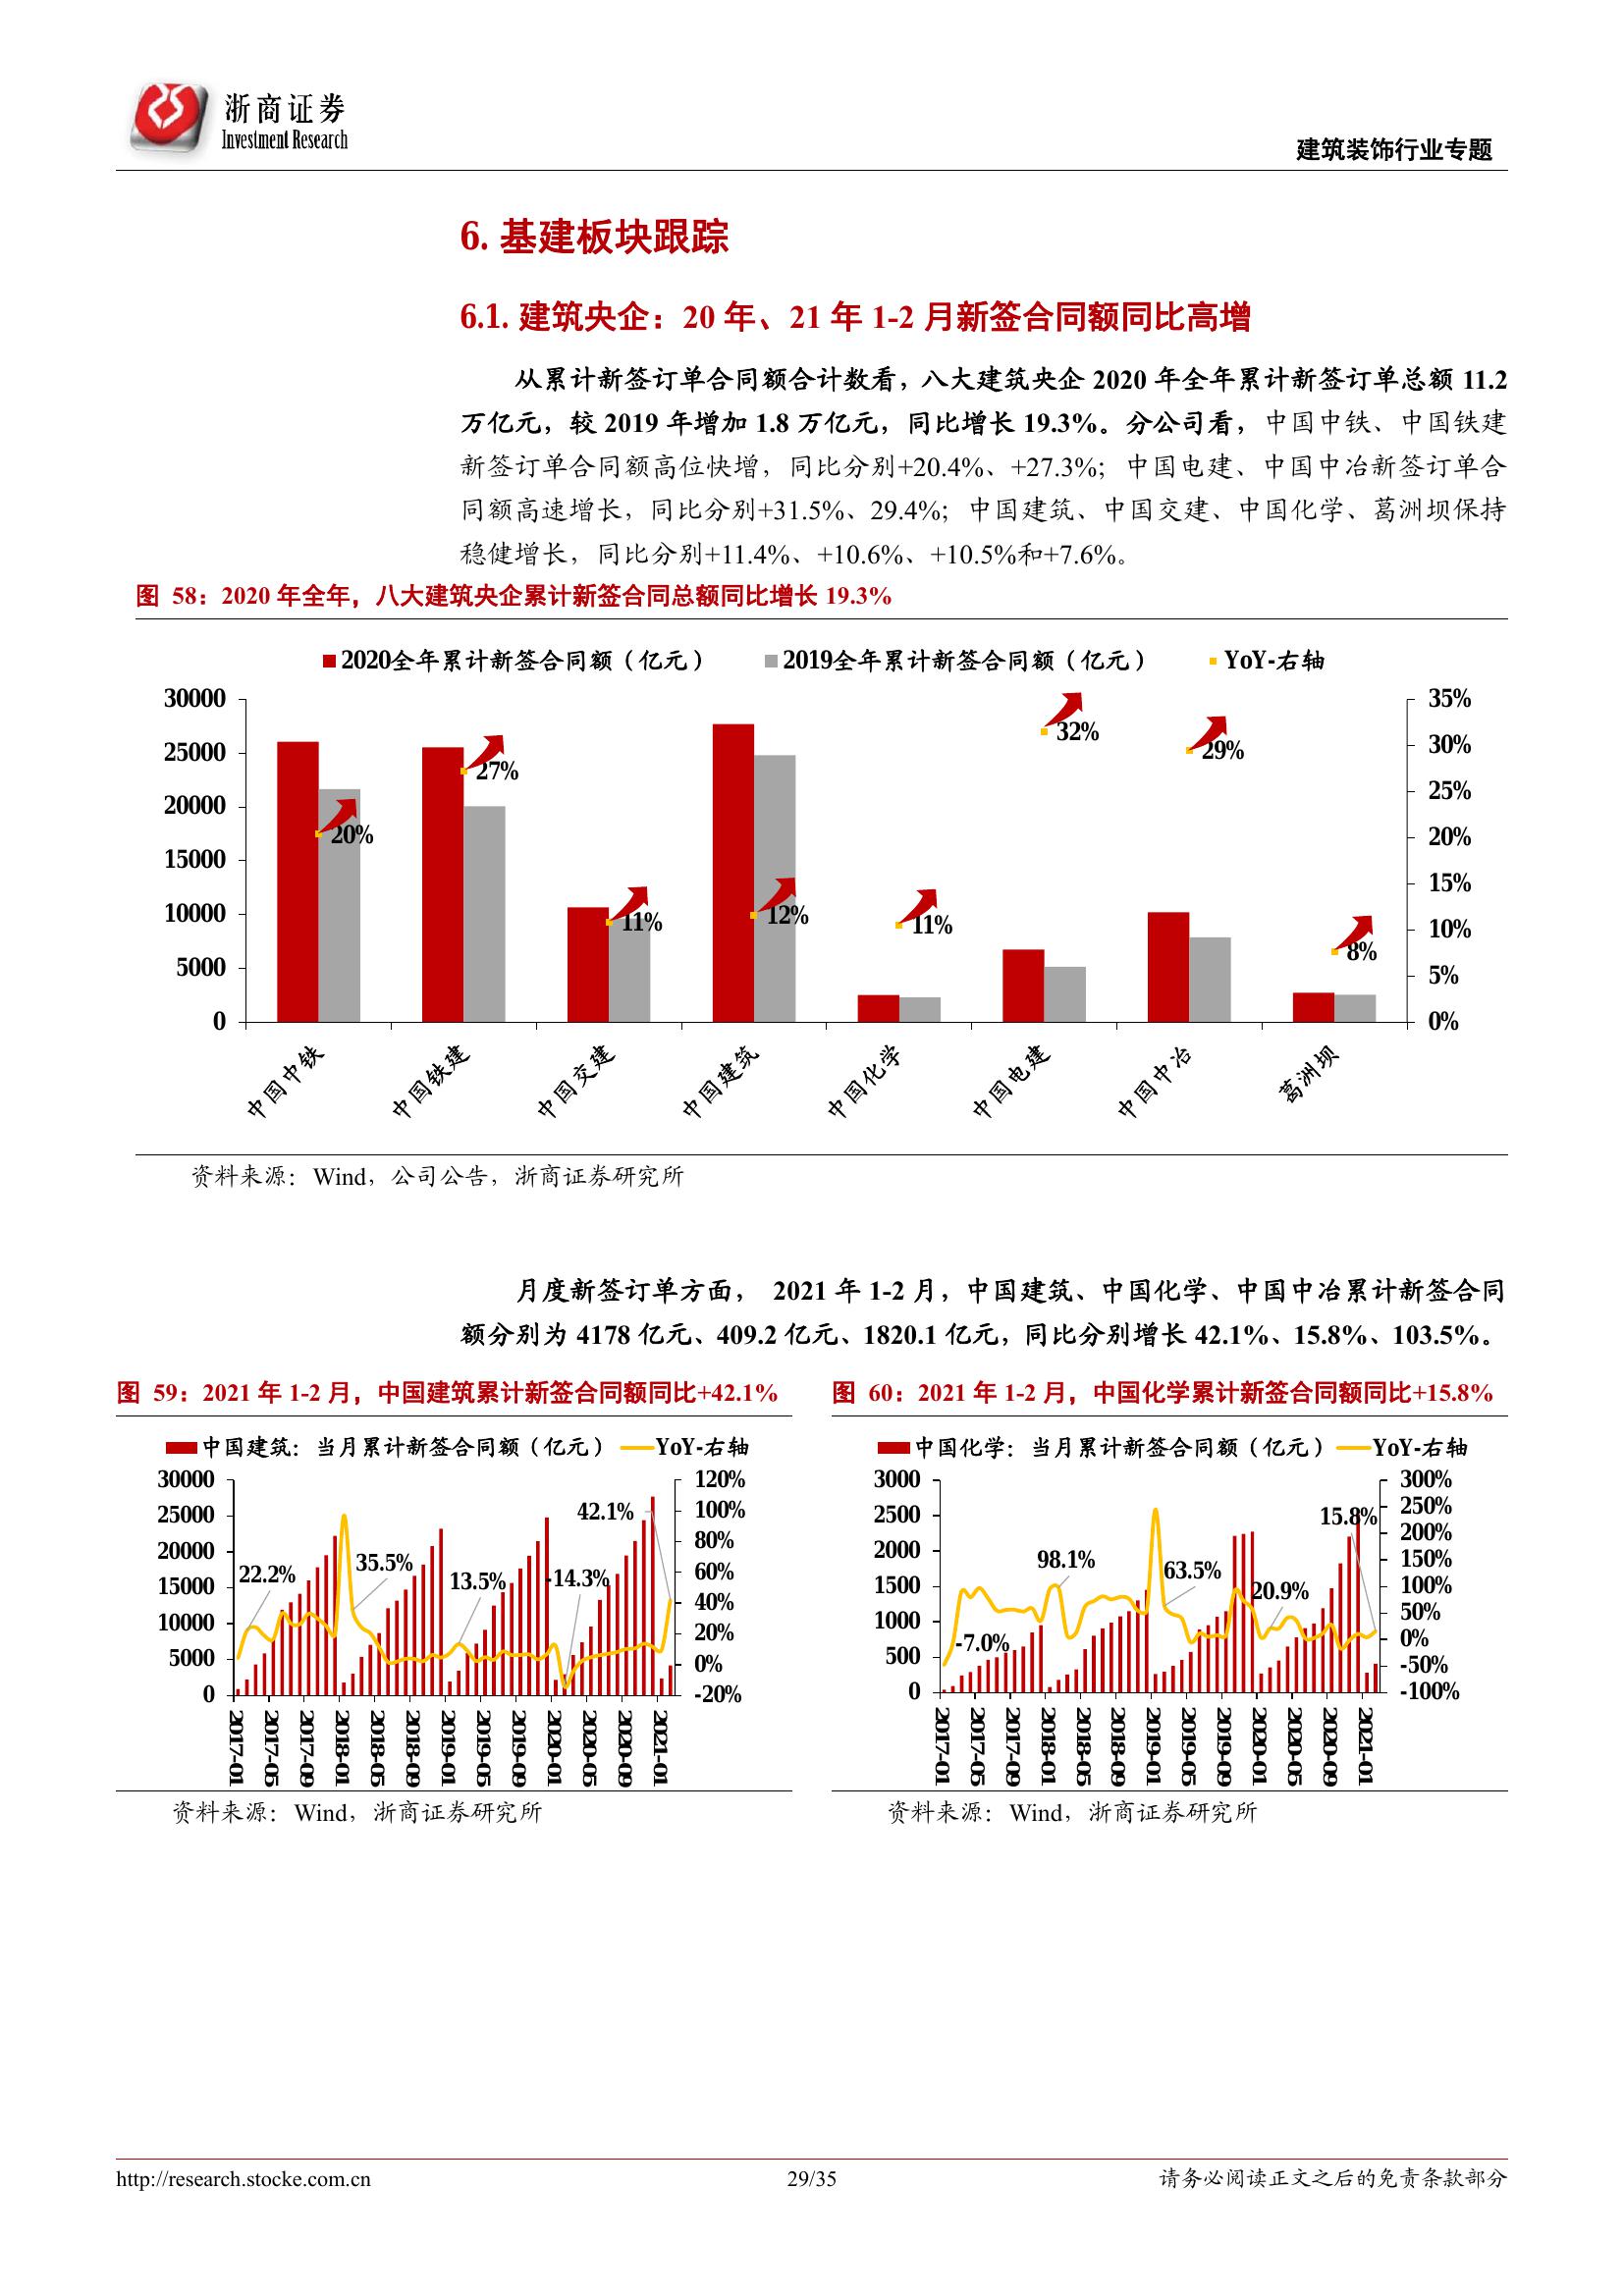 浙商证券
Investment Research
建筑装饰行业专题
6. 基建板块跟踪
6.1. 建筑央企：20 年、21 年 1-2 月新签合同额同比高增
从累计新签订单合同额合计数看，八大建筑央企 2020 年全年累计新签订单总额 11.2
万亿元，较 2019 年增加 1.8 万亿元，同比增长 19.3%。分公司看，中国中铁、中国铁建
新签订单合同额高位快增，同比分别+20.4%、+27.3%；中国电建、中国中冶新签订单合
同额高速增长，同比分别+31.5%、29.4%；中国建筑、中国交建、中国化学、葛洲坝保持
稳健增长，同比分别+11.4%、+10.6%、+10.5%和+7.6%。
图 58：2020 年全年，八大建筑央企累计新签合同总额同比增长 19.3%
2020全年累计新签合同额（亿元） 2019全年累计新签合同额（亿元） YoY-右轴
30000
25000
20000
15000
10000
5000
0
20%
27%
11%
12%
11%
32%
29%
8%
35%
30%
25%
20%
15%
10%
5%
0%
中国中铁
中国铁建
中国交建
中国建筑
中国化学
中国电建
中国中冶
葛洲坝
资料来源：Wind，公司公告，浙商证券研究所
月度新签订单方面， 2021 年 1-2 月，中国建筑、中国化学、中国中冶累计新签合同
额分别为 4178 亿元、409.2 亿元、1820.1 亿元，同比分别增长 42.1%、15.8%、103.5%。
图 59：2021 年 1-2 月，中国建筑累计新签合同额同比+42.1%
中国建筑：当月累计新签合同额（亿元） YoY-右轴
30000
25000
20000
15000
10000
5000
0
22.2%
35.5%
13.5%
-14.3%
42.1%
120%
100%
80%
60%
40%
20%
0%
-20%
2017-01
2017-05
2017-09
2018-01
2018-05
2018-09
2019-01
2019-05
2019-09
2020-01
2020-05
2020-09
2021-01
资料来源：Wind，浙商证券研究所
图 60：2021 年 1-2 月，中国化学累计新签合同额同比+15.8%
中国化学：当月累计新签合同额（亿元） YoY-右轴
3000
2500
2000
1500
1000
500
0
-7.0%
98.1%
63.5%
20.9%
15.8%
300%
250%
200%
150%
100%
50%
0%
-50%
-100%
2017-01
2017-05
2017-09
2018-01
2018-05
2018-09
2019-01
2019-05
2019-09
2020-01
2020-05
2020-09
2021-01
资料来源：Wind，浙商证券研究所
http://research.stocke.com.cn
29/35
请务必阅读正文之后的免责条款部分